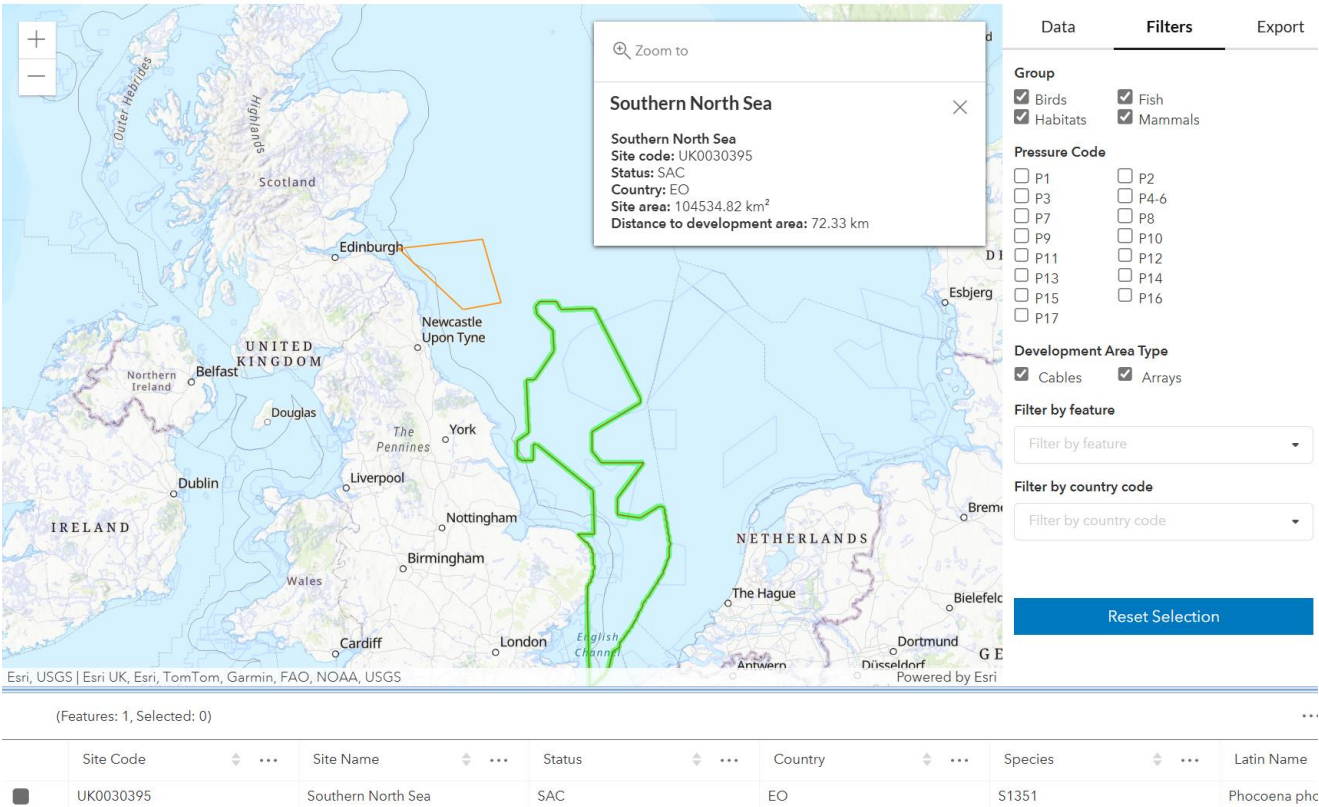 Zoom to
Southern North Sea
Southern North Sea
Site code: UK0030395
Status: SAC
Country: EO
Site area: 104534.82 km²
Distance to development area: 72.33 km
Outer Hebrides
Highlands
Scotland
Edinburgh
Esbjerg
Newcastle
Upon Tyne
UNITED
KINGDOM
Northern
Ireland
Belfast
Douglas
The
Pennines
York
Dublin
Liverpool
IRELAND
Nottingham
Birmingham
Wales
NETHERLANDS
Brem
The Hague
Bielefeld
Cardiff
London
English
Channel
Dortmund
GE
Antwerp
Düsseldorf
Esri, USGS | Esri UK, Esri, TomTom, Garmin, FAO, NOAA, USGS
Powered by Esri
Data Filters Export
Group
Birds Fish
Habitats Mammals
Pressure Code
P1 P2
P3 P4-6
P7 P8
P9 P10
P11 P12
P13 P14
P15 P16
P17
Development Area Type
Cables Arrays
Filter by feature
Filter by feature
Filter by country code
Filter by country code
Reset Selection
(Features: 1, Selected: 0)
Site Code Site Name Status Country Species Latin Name
UK0030395 Southern North Sea SAC EO S1351 Phocoena pho